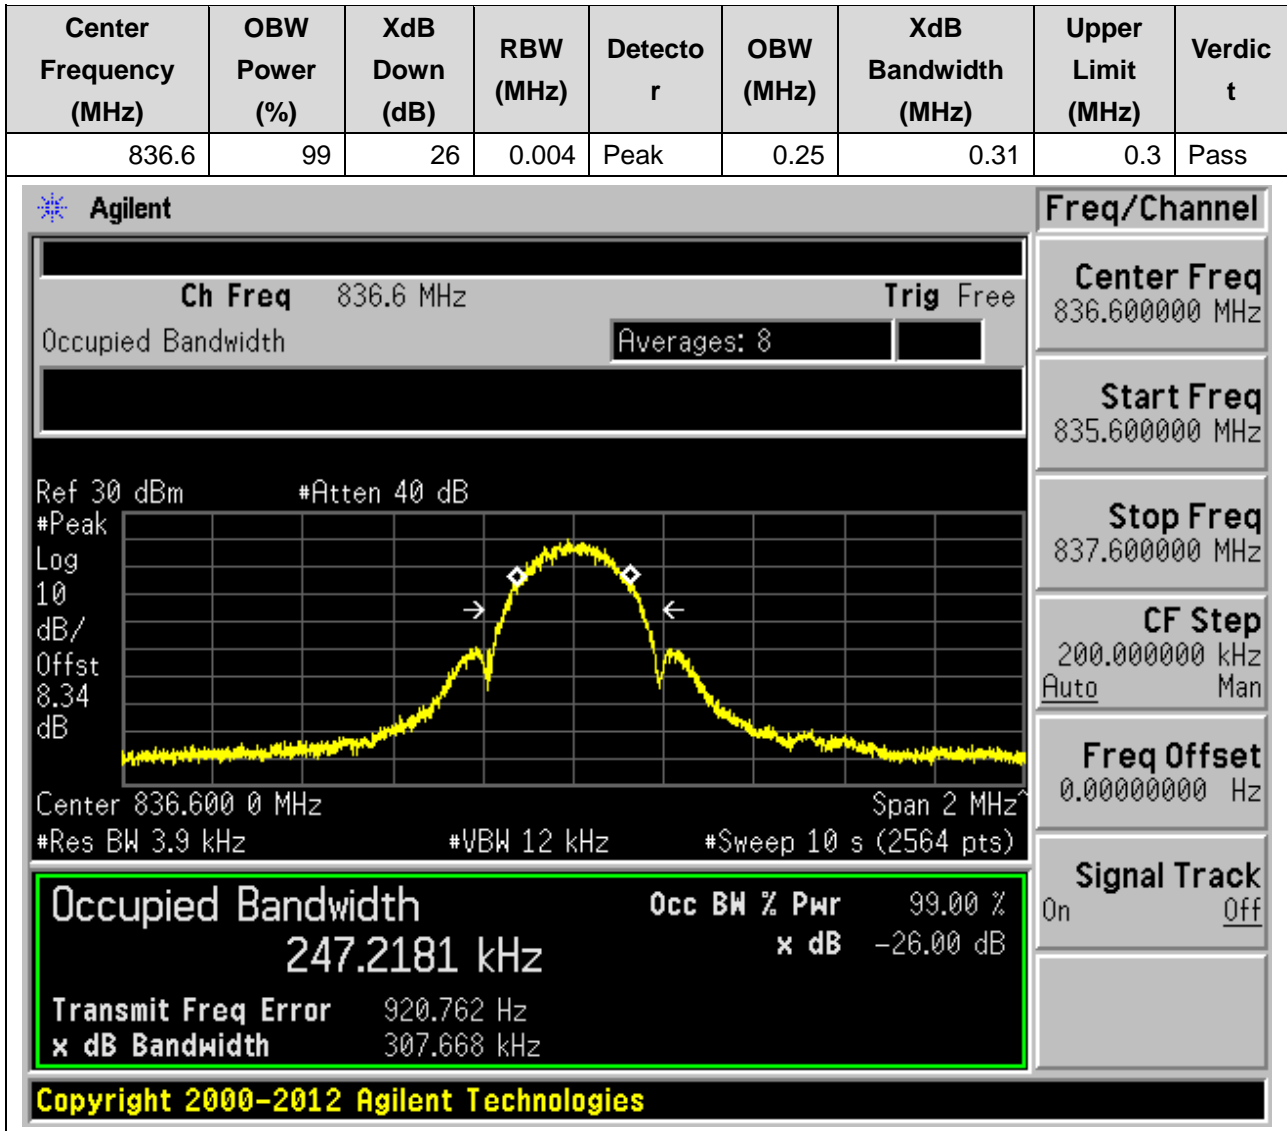 Center Frequency (MHz) OBW Power (%) XdB Down (dB) RBW (MHz) Detecto r OBW (MHz) XdB Bandwidth (MHz) Upper Limit (MHz) Verdic t
836.6 99 26 0.004 Peak 0.25 0.31 0.3 Pass
Agilent
Freq/Channel
Ch Freq 836.6 MHz Trig Free
Occupied Bandwidth Averages: 8
Ref 30 dBm #Atten 40 dB
#Peak
Log
10
dB/
Offst
8.34
dB
Center 836.600 0 MHz Span 2 MHz^
#Res BW 3.9 kHz #VBW 12 kHz #Sweep 10 s (2564 pts)
Occupied Bandwidth Occ BW % Pwr 99.00 %
247.2181 kHz x dB -26.00 dB
Transmit Freq Error 920.762 Hz
x dB Bandwidth 307.668 kHz
Copyright 2000-2012 Agilent Technologies
Center Freq
836.600000 MHz
Start Freq
835.600000 MHz
Stop Freq
837.600000 MHz
CF Step
200.000000 kHz
Auto Man
Freq Offset
0.00000000 Hz
Signal Track
On Off